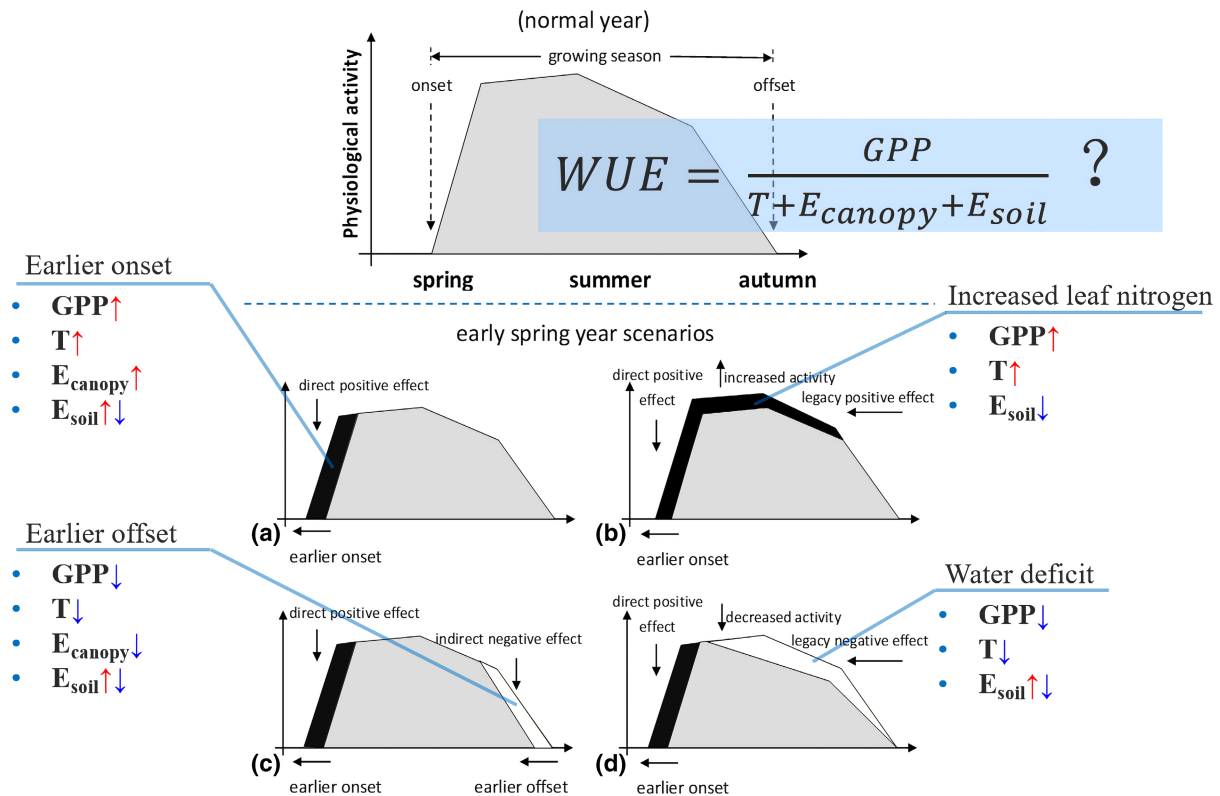 (normal year)
growing season
onset
offset
Physiological activity
WUE = GPP / T+E_canopy+E_soil ?
spring summer autumn
Earlier onset
• GPP↑
• T↑
• E_canopy↑
• E_soil↑↓
early spring year scenarios
Increased leaf nitrogen
• GPP↑
• T↑
• E_soil↓
direct positive effect
(a)
earlier onset
direct positive
effect
increased activity
legacy positive effect
(b)
earlier onset
Earlier offset
• GPP↓
• T↓
• E_canopy↓
• E_soil↑↓
direct positive effect
indirect negative effect
(c)
earlier onset
earlier offset
direct positive
effect
decreased activity
legacy negative effect
(d)
earlier onset
Water deficit
• GPP↓
• T↓
• E_soil↑↓